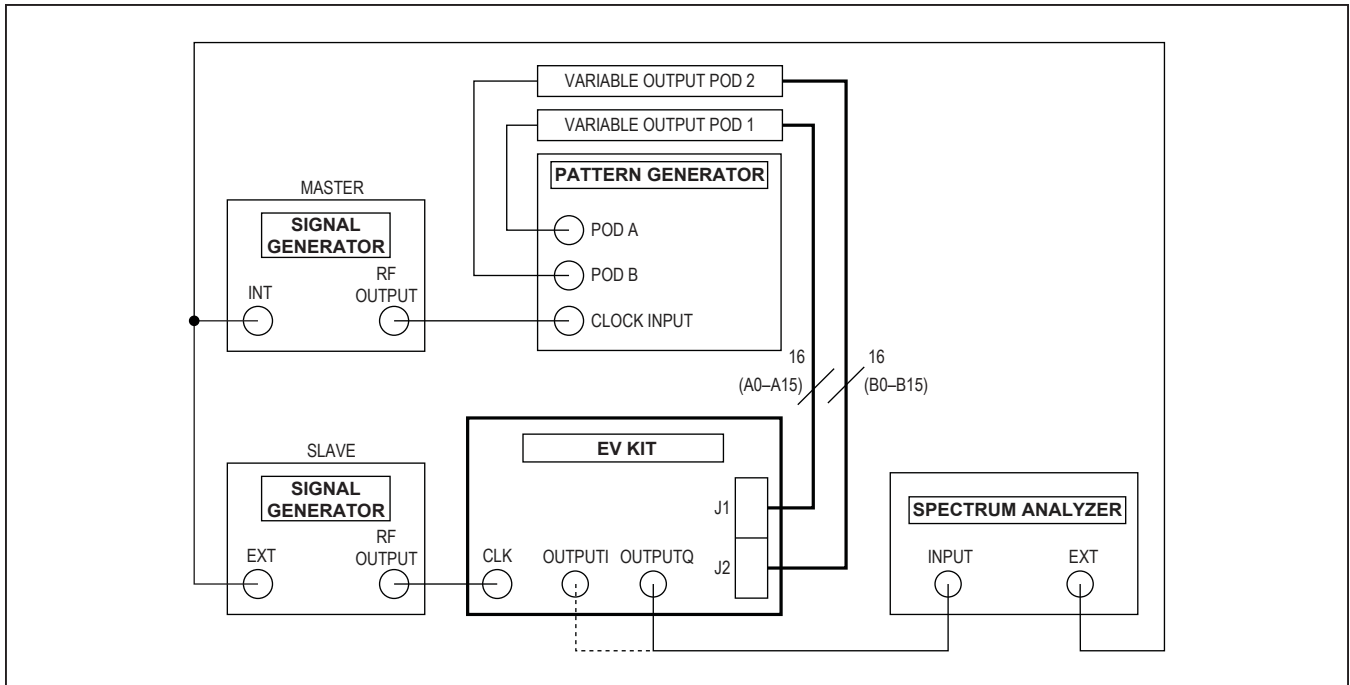 VARIABLE OUTPUT POD 2
VARIABLE OUTPUT POD 1
PATTERN GENERATOR
POD A
POD B
CLOCK INPUT
MASTER
SIGNAL
GENERATOR
INT
RF
OUTPUT
16
(A0–A15)
16
(B0–B15)
SLAVE
SIGNAL
GENERATOR
EXT
RF
OUTPUT
EV KIT
J1
J2
CLK
OUTPUTI
OUTPUTQ
SPECTRUM ANALYZER
INPUT
EXT